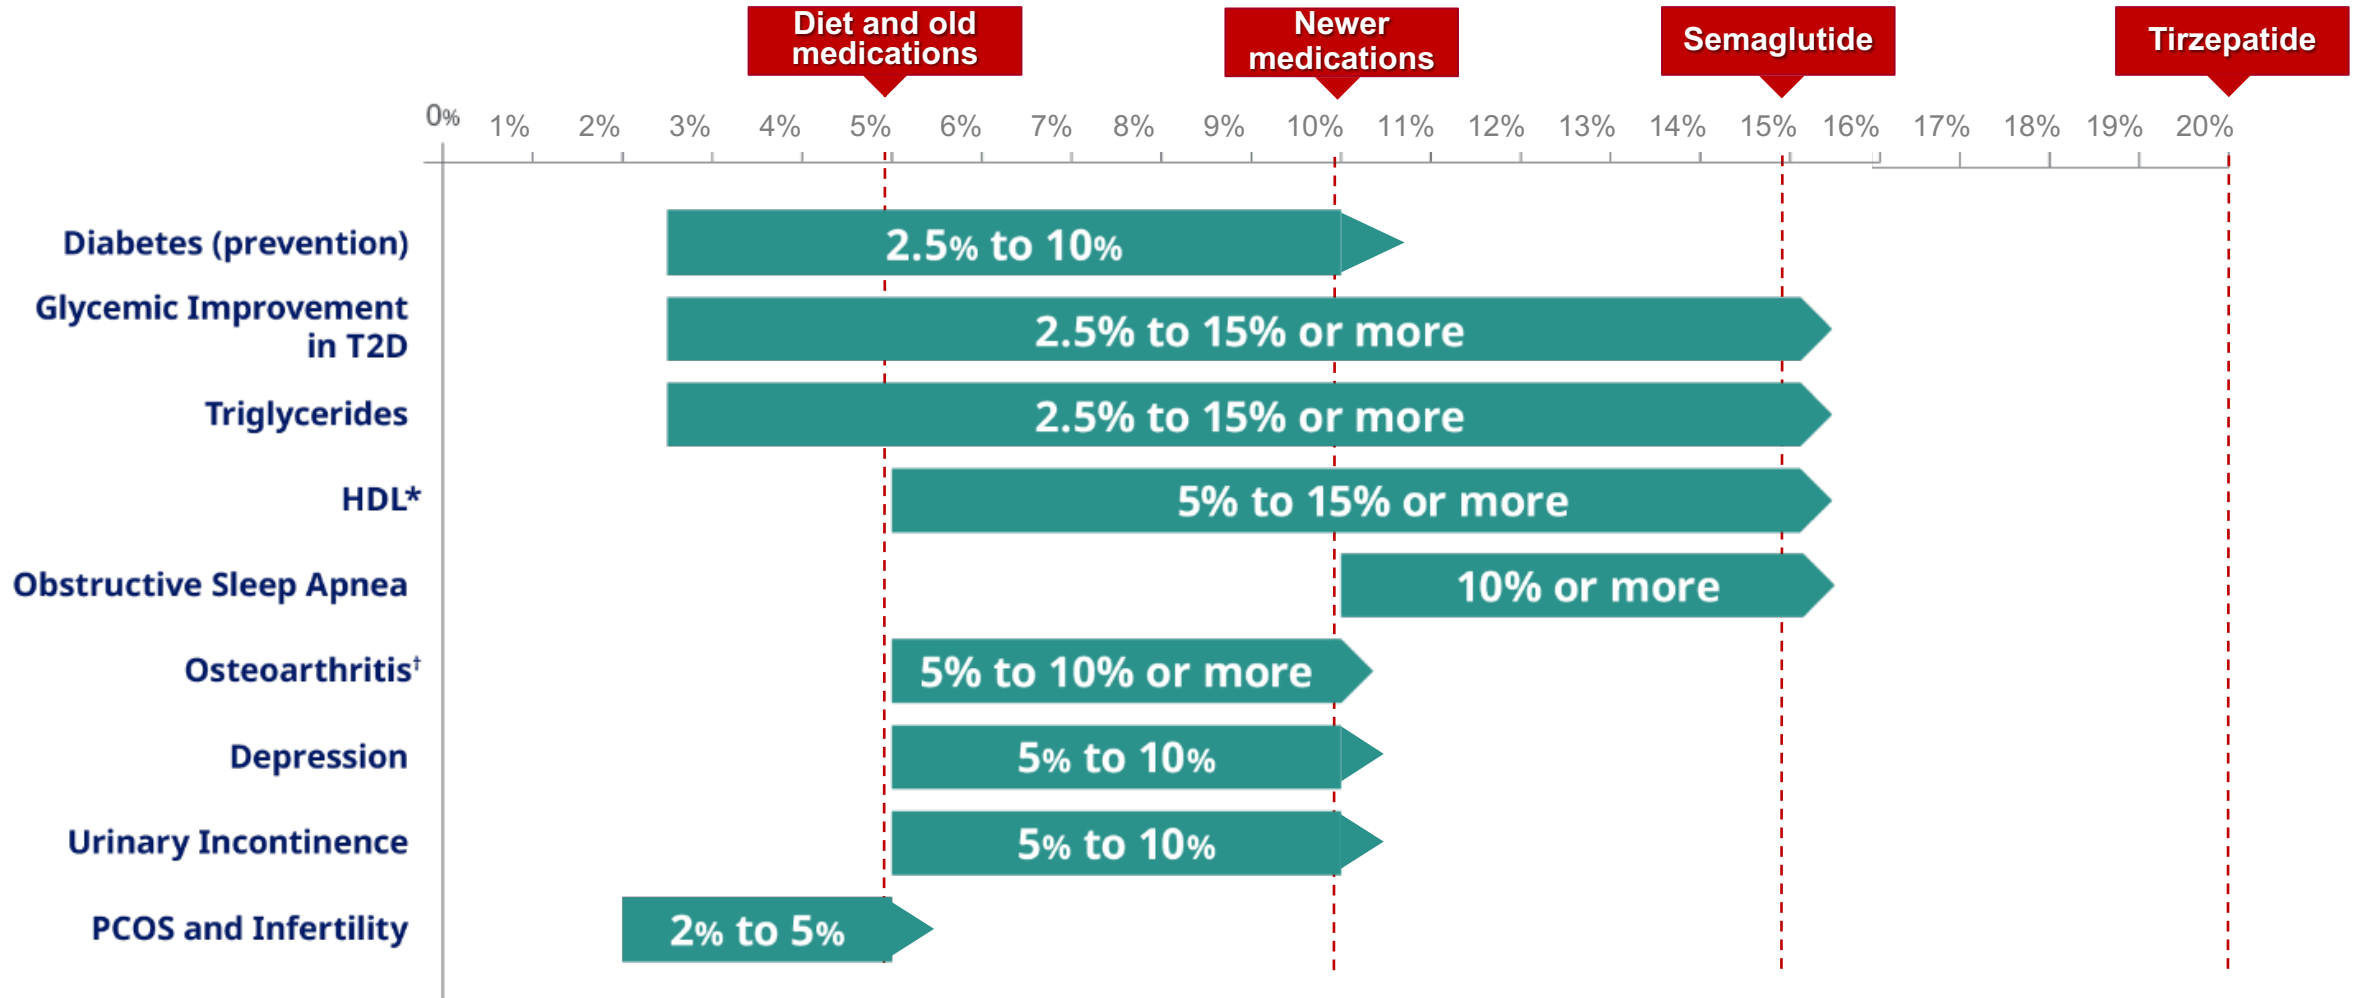 Diet and old
medications
Newer
medications
Semaglutide
Tirzepatide
0% 1% 2% 3% 4% 5% 6% 7% 8% 9% 10% 11% 12% 13% 14% 15% 16% 17% 18% 19% 20%
Diabetes (prevention)
2.5% to 10%
Glycemic Improvement
in T2D
2.5% to 15% or more
Triglycerides
2.5% to 15% or more
HDL*
5% to 15% or more
Obstructive Sleep Apnea
10% or more
Osteoarthritis†
5% to 10% or more
Depression
5% to 10%
Urinary Incontinence
5% to 10%
PCOS and Infertility
2% to 5%